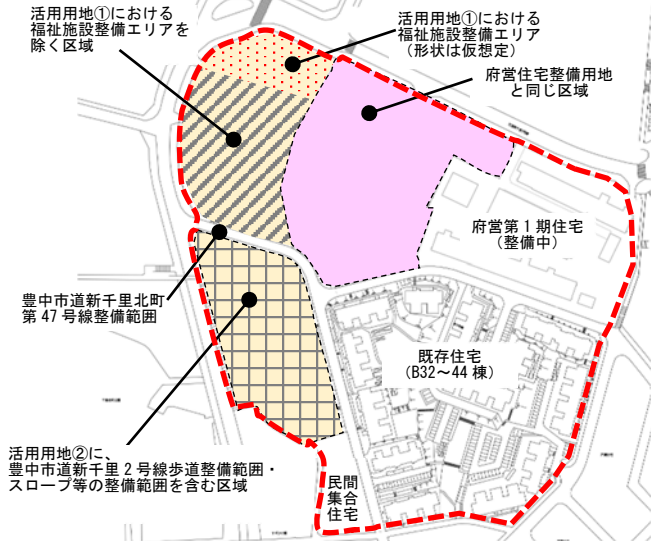 活用用地①における
福祉施設整備エリアを
除く区域
活用用地①における
福祉施設整備エリア
(形状は仮想定)
府営住宅整備用地
と同じ区域
府営第1期住宅
(整備中)
豊中市道新千里北町
第47号線整備範囲
既存住宅
(B32~44棟)
活用用地②に、
豊中市道新千里2号線歩道整備範囲・
スロープ等の整備範囲を含む区域
民間
集合
住宅